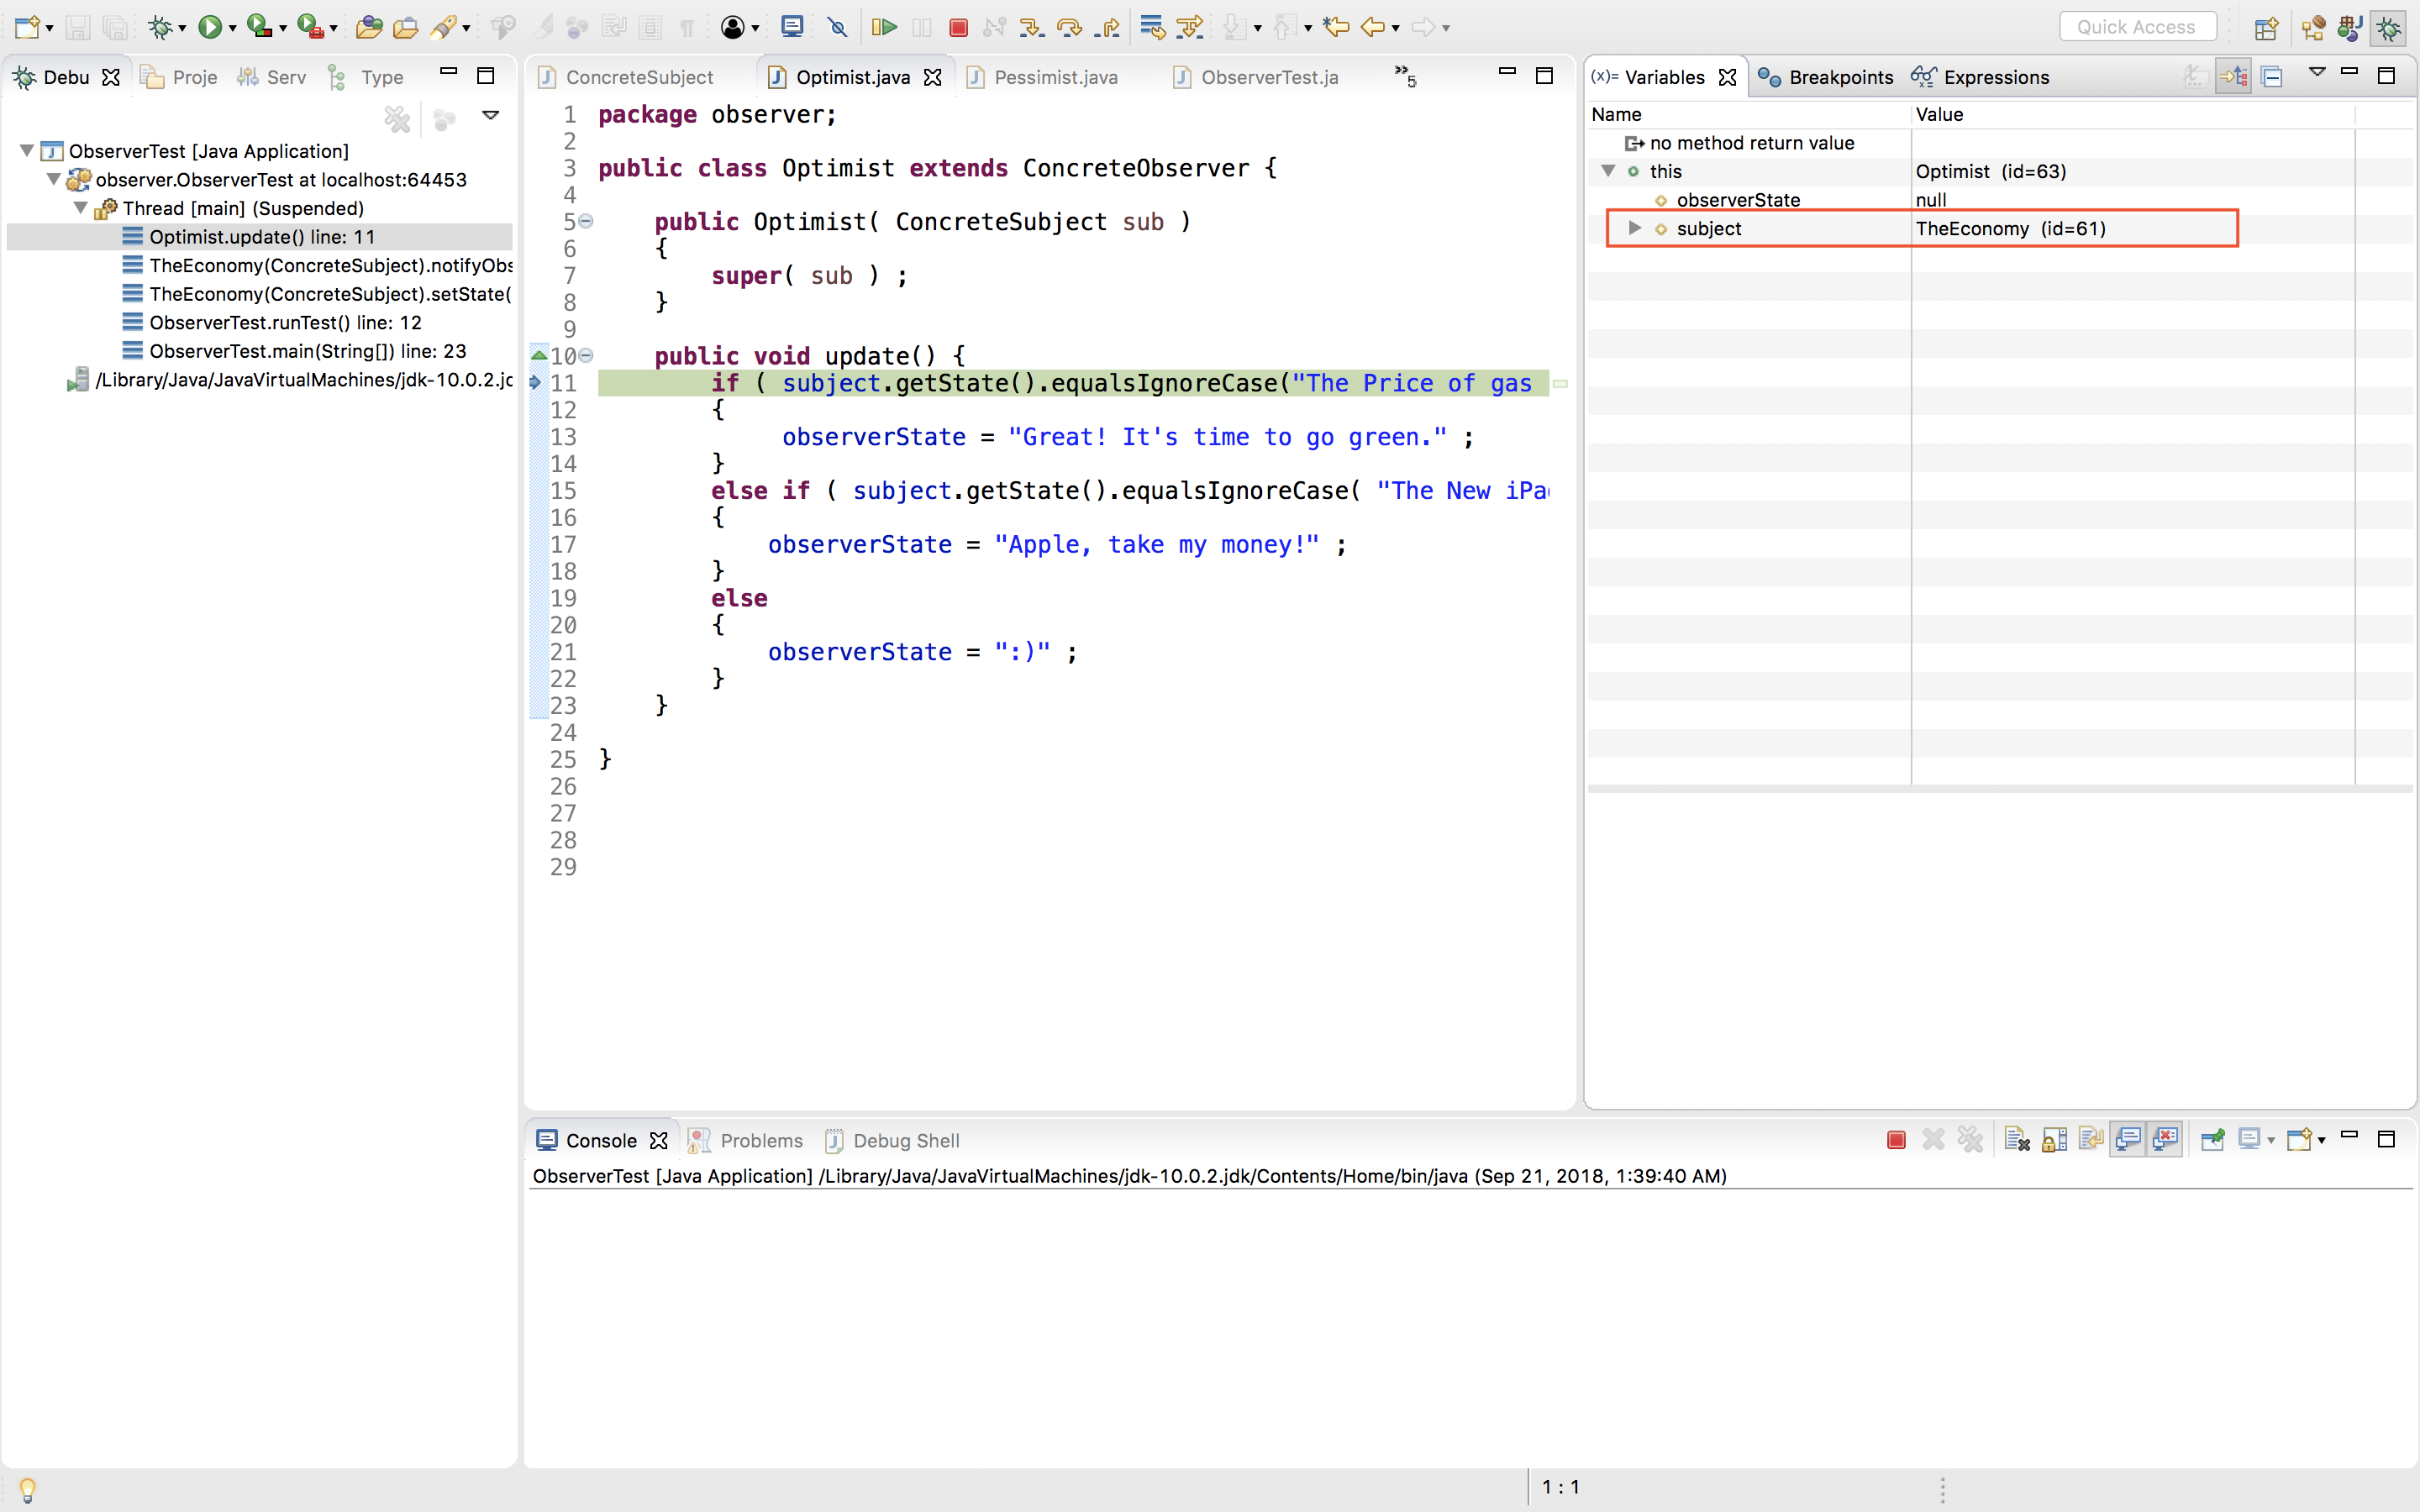 Quick Access
Debu
Proje
Serv
Type
ObserverTest [Java Application]
observer.ObserverTest at localhost:64453
Thread [main] (Suspended)
Optimist.update() line: 11
TheEconomy(ConcreteSubject).notifyObs
TheEconomy(ConcreteSubject).setState(
ObserverTest.runTest() line: 12
ObserverTest.main(String[]) line: 23
/Library/Java/JavaVirtualMachines/jdk-10.0.2.jc
ConcreteSubject
Optimist.java
Pessimist.java
ObserverTest.ja
»5
1 package observer;
2
3 public class Optimist extends ConcreteObserver {
4
5 public Optimist( ConcreteSubject sub )
6 {
7 super( sub ) ;
8 }
9
10 public void update() {
11 if ( subject.getState().equalsIgnoreCase("The Price of gas
12 {
13 observerState = "Great! It's time to go green." ;
14 }
15 else if ( subject.getState().equalsIgnoreCase( "The New iPa
16 {
17 observerState = "Apple, take my money!" ;
18 }
19 else
20 {
21 observerState = ":)" ;
22 }
23 }
24
25 }
26
27
28
29
(x)= Variables
Breakpoints
Expressions
Name Value
no method return value
this Optimist (id=63)
observerState null
subject TheEconomy (id=61)
Console
Problems
Debug Shell
ObserverTest [Java Application] /Library/Java/JavaVirtualMachines/jdk-10.0.2.jdk/Contents/Home/bin/java (Sep 21, 2018, 1:39:40 AM)
1 : 1